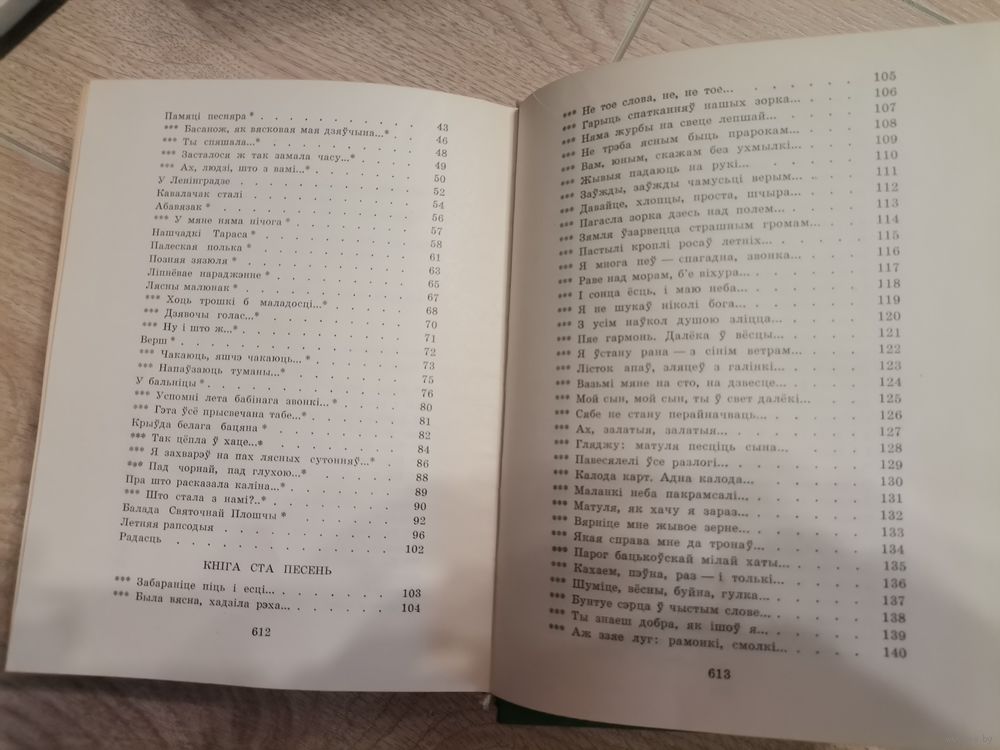 Памяці песняра * . . . . . . . . . 43
*** Басанож, як вясковая мая дзяўчына...* . . 46
*** Ты спяшала...* . . . . . . . . . 48
*** Засталося ж так замала часу...* . . . . 49
*** Ах, людзі, што з вамі...* . . . . . . 50
У Ленінградзе . . . . . . . . . . 52
Кавалачак сталі . . . . . . . . . . 54
Абавязак * . . . . . . . . . . . 56
*** У мяне няма нічога * . . . . . . . 57
Нашчадкі Тараса * . . . . . . . . . 58
Палеская полька * . . . . . . . . . 61
Позняя зязюля * . . . . . . . . . . 63
Ліпнёвае нараджэнне * . . . . . . . . 65
Лясны малюнак * . . . . . . . . . . 67
*** Хоць трошкі б маладосці...* . . . . . 68
*** Дзявочы голас...* . . . . . . . . 70
*** Ну і што ж...* . . . . . . . . . 71
Верш * . . . . . . . . . . . . 72
*** Чакаюць, яшчэ чакаюць... * . . . . . 73
*** Напаўзаюць туманы...* . . . . . . . 75
У бальніцы * . . . . . . . . . . . 76
*** Успомні лета бабінага звонкі... * . . . . 80
*** Гэта ўсё прысвечана табе...* . . . . . 81
Крыўда белага бацяна * . . . . . . . . 82
*** Так цёпла ў хаце...* . . . . . . . . 84
*** Я захварэў на пах лясных сутонняў...* . . 86
*** Пад чорнай, пад глухою...* . . . . . . 88
Пра што расказала каліна...* . . . . . . 89
*** Што стала з намі?..* . . . . . . . . 90
Балада Святочнай Плошчы * . . . . . . . 92
Летняя рапсодыя . . . . . . . . . . 96
Радасць . . . . . . . . . . . . 102
КНІГА СТА ПЕСЕНЬ
*** Забараніце піць і есці... . . . . . . . 103
*** Была вясна, хадзіла рэха... . . . . . . 104
612
*** Не тое слова, не, не тое... . . . . . . 105
*** Гарыць спатканняў нашых зорка... . . . 106
*** Няма журбы на свеце лепшай... . . . . 107
*** Не трэба ясным быць прарокам... . . . 108
*** Вам, юным, скажам без ухмылкі... . . . 109
*** Жывыя падаюць на рукі... . . . . . 110
*** Заўжды, заўжды чамусьці верым... . . . 111
*** Давайце, хлопцы, проста, шчыра... . . . 112
*** Пагасла зорка дзесь над полем... . . . . 113
*** Зямля ўзарвецца страшным громам... . . 114
*** Пастылі кроплі росаў летніх... . . . . . 115
*** Я многа пеў — спагадна, звонка... . . . 116
*** Раве над морам, б’е віхура... . . . . . 117
*** І сонца ёсць, і маю неба... . . . . . . 118
*** Я не шукаў ніколі бога... . . . . . . 119
*** З усім наўкол душою зліцца... . . . . 120
*** Пяе гармонь. Далёка ў вёсцы... . . . . 121
*** Я ўстану рана — з сінім ветрам... . . . 122
*** Лісток апаў, зляцеў з галінкі... . . . . 123
*** Вазьмі мяне на сто, на дзвесце... . . . . 124
*** Мой сын, мой сын, ты ў свет далёкі... . . 125
*** Сябе не стану перайначваць... . . . . . 126
*** Ах, залатыя, залатыя... . . . . . . . 127
*** Гляджу: матуля песціць сына... . . . . 128
*** Павесялелі ўсе разлогі... . . . . . . 129
*** Калода карт. Адна калода... . . . . . 130
*** Маланкі неба пакрамсалі... . . . . . . 131
*** Матуля, як хачу я зараз... . . . . . . 132
*** Вярніце мне жывое зерне... . . . . . . 133
*** Якая справа мне да тронаў... . . . . . 134
*** Парог бацькоўскай мілай хаты... . . . . 135
*** Кахаем, пэўна, раз — і толькі... . . . . 136
*** Шуміце, вёсны, буйна, гулка... . . . . 137
*** Бунтуе сэрца ў чыстым слове... . . . . 138
*** Ты знаеш добра, як ішоў я... . . . . . 139
*** Аж ззяе луг: рамонкі, смолкі... . . . . 140
613